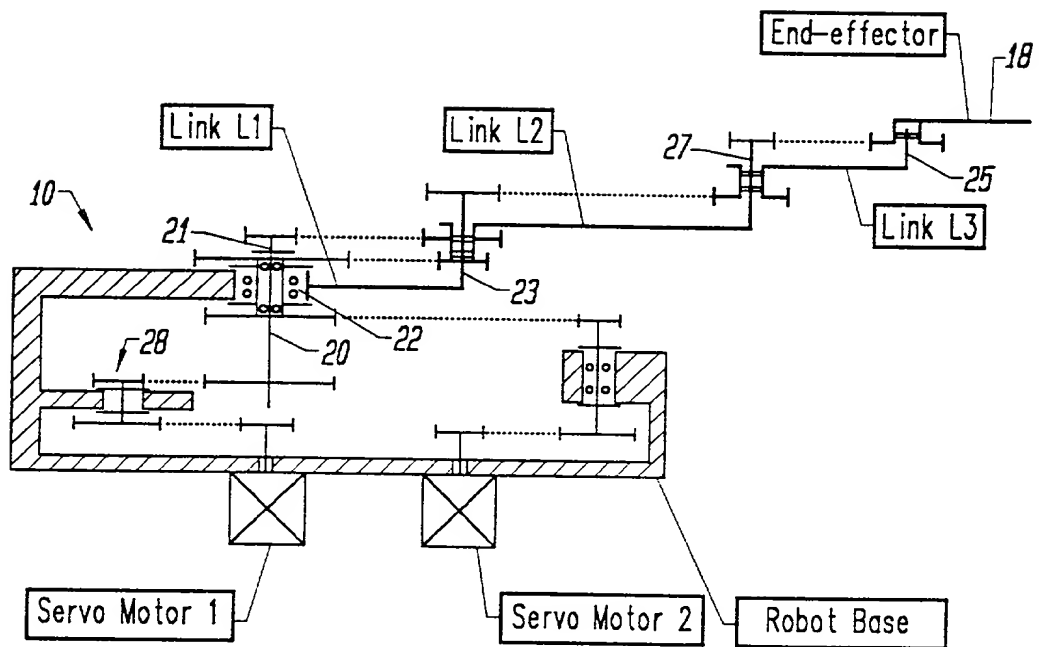 End-effector
18
Link L1
Link L2
27
25
10
21
Link L3
23
22
20
28
Servo Motor 1
Servo Motor 2
Robot Base